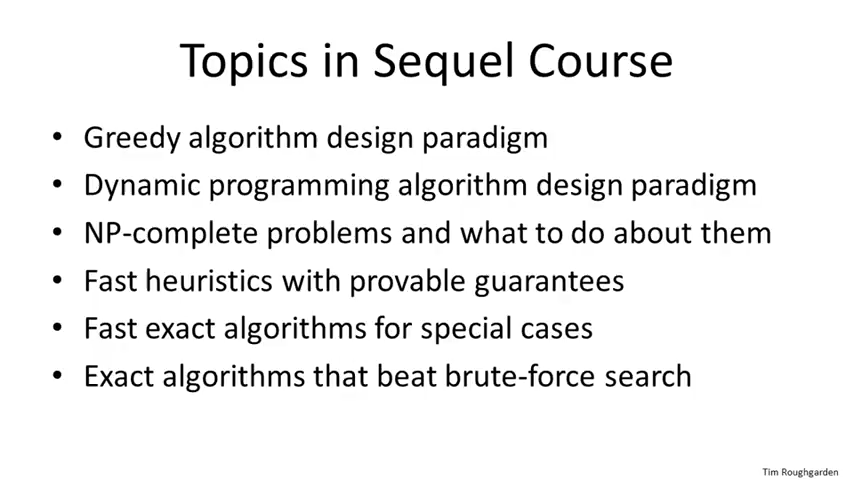 Topics in Sequel Course
• Greedy algorithm design paradigm
• Dynamic programming algorithm design paradigm
• NP-complete problems and what to do about them
• Fast heuristics with provable guarantees
• Fast exact algorithms for special cases
• Exact algorithms that beat brute-force search
Tim Roughgarden